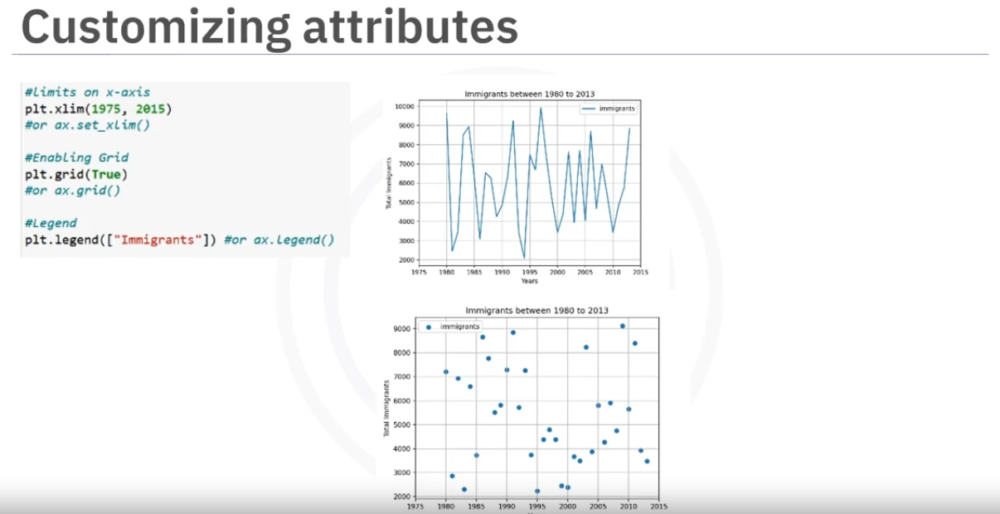 Customizing attributes
#Limits on x-axis
plt.xlim(1975, 2015)
#or ax.set_xlim()
#Enabling Grid
plt.grid(True)
#or ax.grid()
#Legend
plt.legend(["Immigrants"]) #or ax.legend()
Immigrants between 1980 to 2013
immigrants
Total Immigrants
10000
9000
8000
7000
6000
5000
4000
3000
2000
1975 1980 1985 1990 1995 2000 2005 2010 2015
Years
Immigrants between 1980 to 2013
immigrants
Total Immigrants
9000
8000
7000
6000
5000
4000
3000
2000
1975 1980 1985 1990 1995 2000 2005 2010 2015